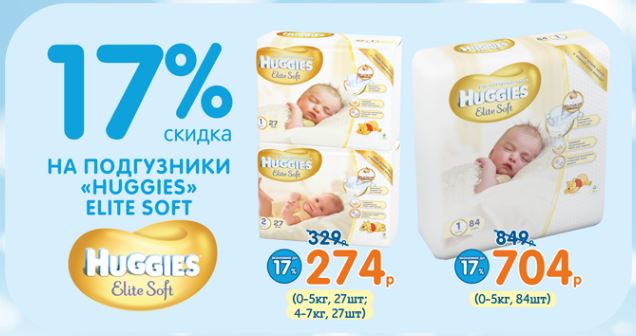 17%
скидка
НА ПОДГУЗНИКИ
«HUGGIES»
ELITE SOFT
HUGGIES
Elite Soft
HUGGIES
Elite Soft
1 27
HUGGIES
Elite Soft
2 27
329р
17%
274р
(0-5кг, 27шт;
4-7кг, 27шт)
HUGGIES
Elite Soft
1 84
849р
17%
704р
(0-5кг, 84шт)